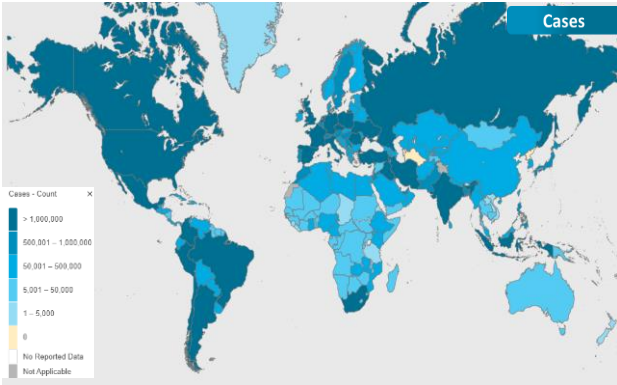 Cases
Cases - Count ×
> 1,000,000
500,001 – 1,000,000
50,001 – 500,000
5,001 – 50,000
1 – 5,000
0
No Reported Data
Not Applicable